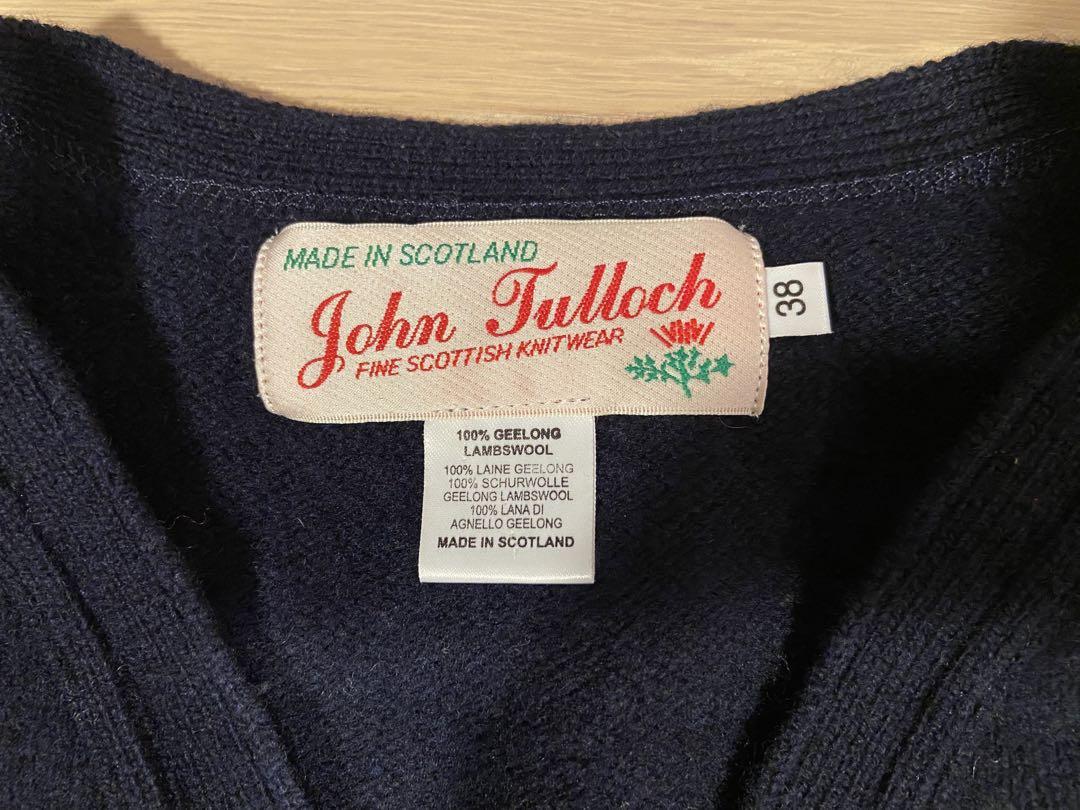 MADE IN SCOTLAND
John Tulloch
FINE SCOTTISH KNITWEAR
38
100% GEELONG
LAMBSWOOL
100% LAINE GEELONG
100% SCHURWOLLE
GEELONG LAMBSWOOL
100% LANA DI
AGNELLO GEELONG
MADE IN SCOTLAND